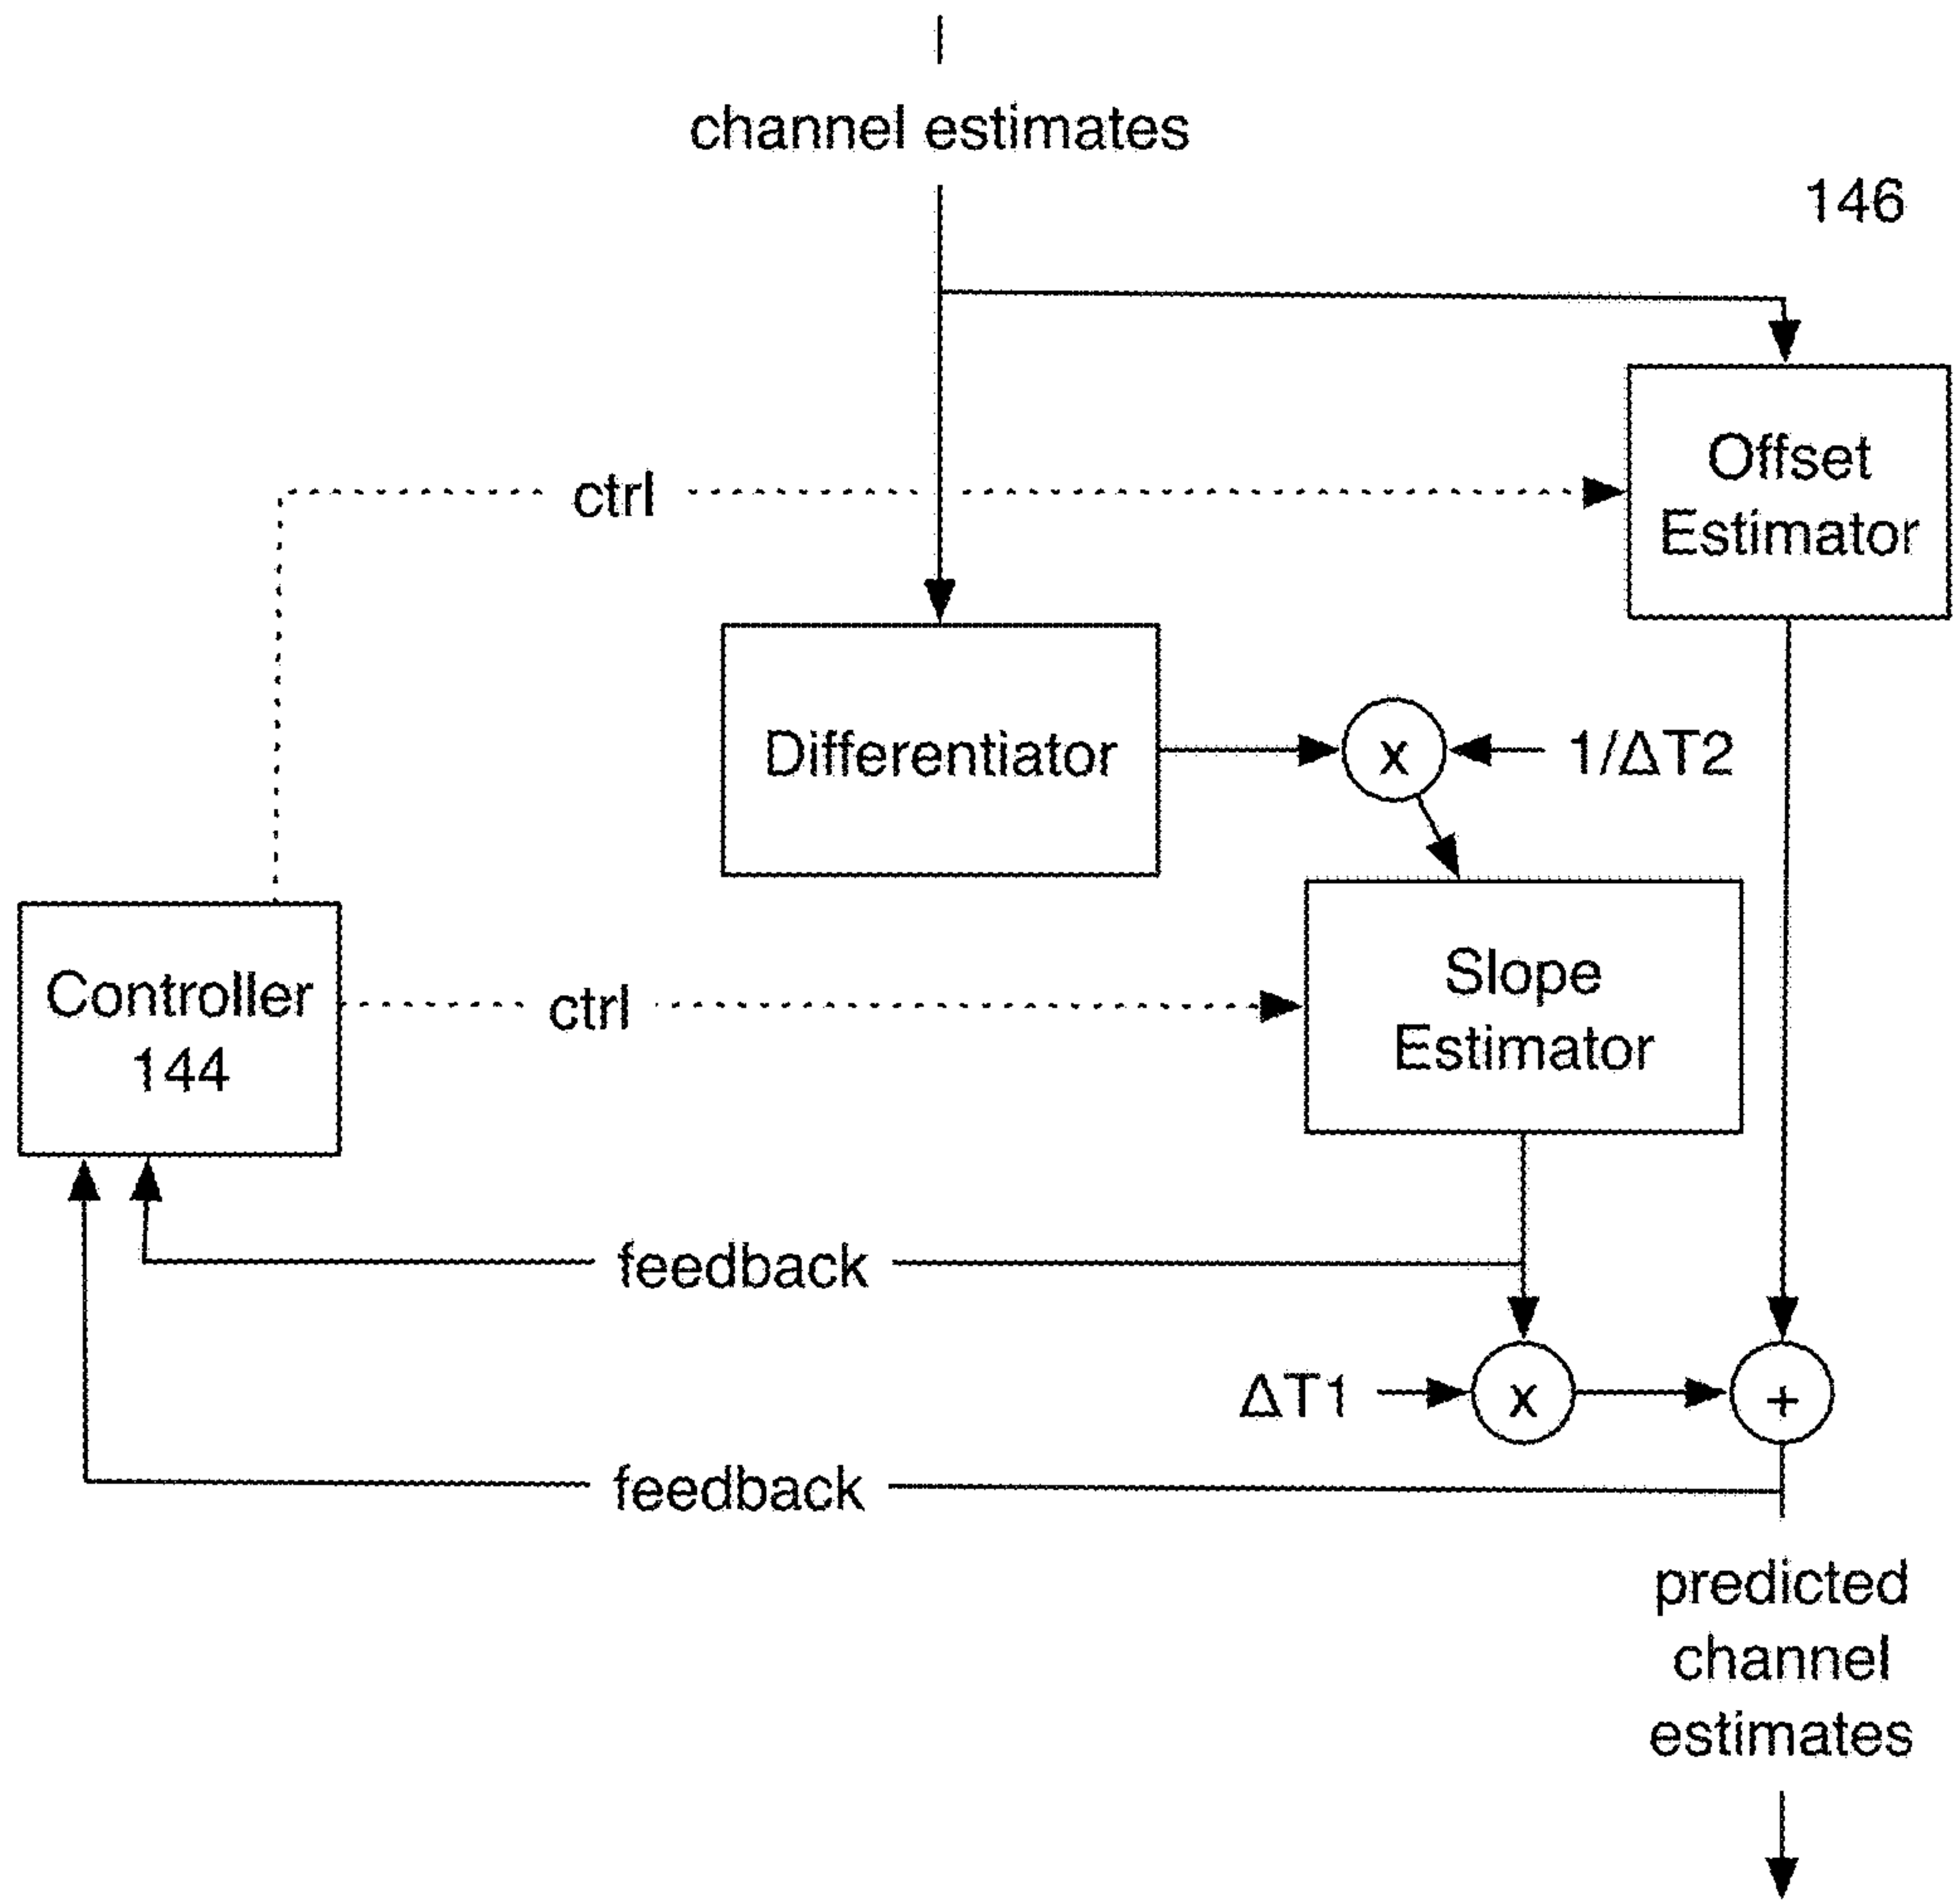 channel estimates
146
ctrl
Offset
Estimator
Differentiator
x
1/ΔT2
Controller
144
ctrl
Slope
Estimator
feedback
ΔT1
x
+
feedback
predicted
channel
estimates